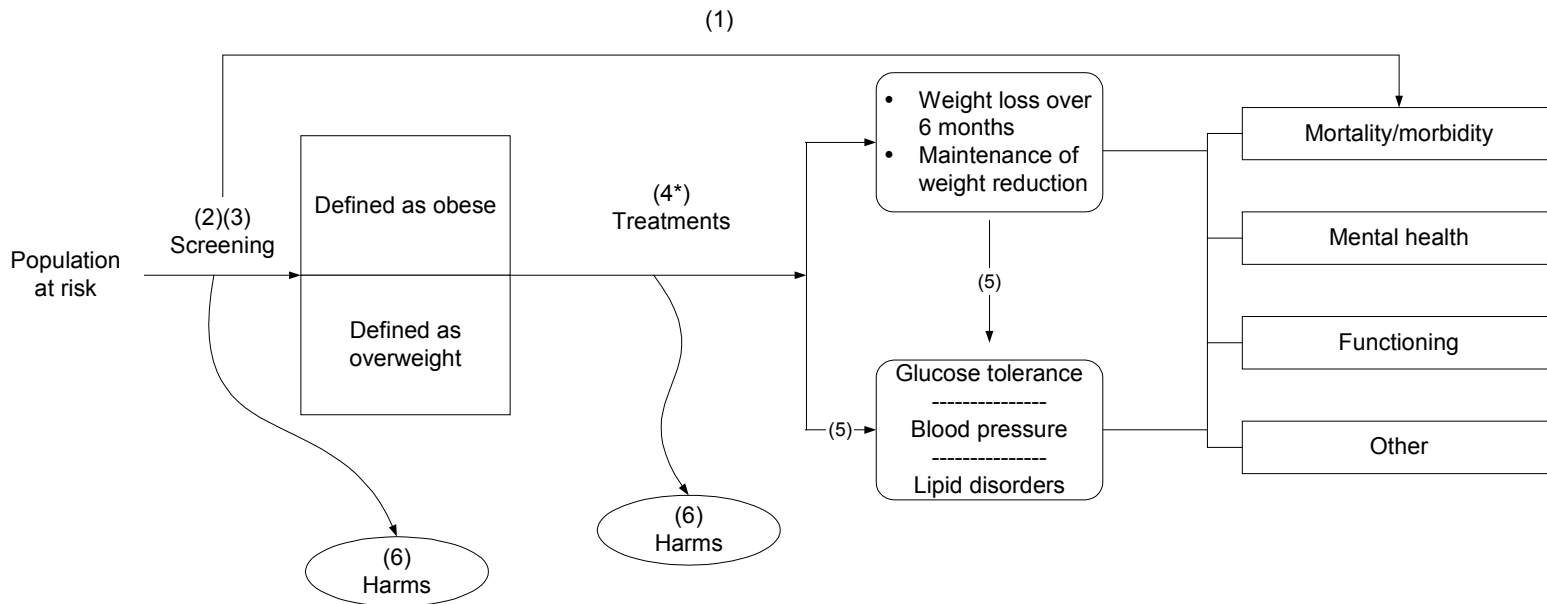 (1)
Population
at risk
(2)(3)
Screening
Defined as obese
Defined as
overweight
(6)
Harms
(4*)
Treatments
(6)
Harms
• Weight loss over
6 months
• Maintenance of
weight reduction
(5)
(5)
Glucose tolerance
---------------
Blood pressure
---------------
Lipid disorders
Mortality/morbidity
Mental health
Functioning
Other